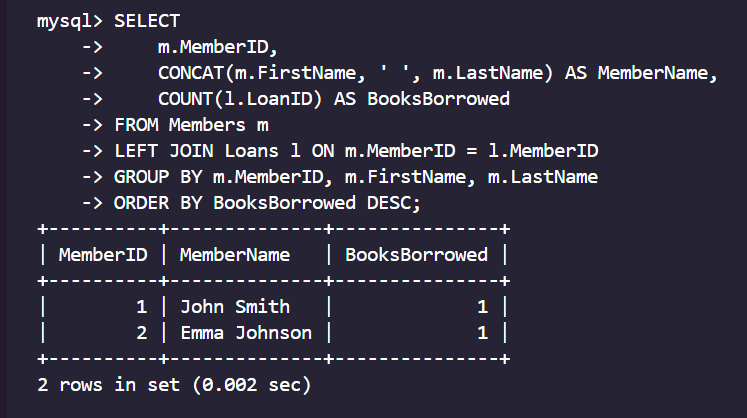 mysql> SELECT
    ->     m.MemberID,
    ->     CONCAT(m.FirstName, ' ', m.LastName) AS MemberName,
    ->     COUNT(l.LoanID) AS BooksBorrowed
    -> FROM Members m
    -> LEFT JOIN Loans l ON m.MemberID = l.MemberID
    -> GROUP BY m.MemberID, m.FirstName, m.LastName
    -> ORDER BY BooksBorrowed DESC;
+----------+--------------+---------------+
| MemberID | MemberName   | BooksBorrowed |
+----------+--------------+---------------+
|        1 | John Smith   |             1 |
|        2 | Emma Johnson |             1 |
+----------+--------------+---------------+
2 rows in set (0.002 sec)